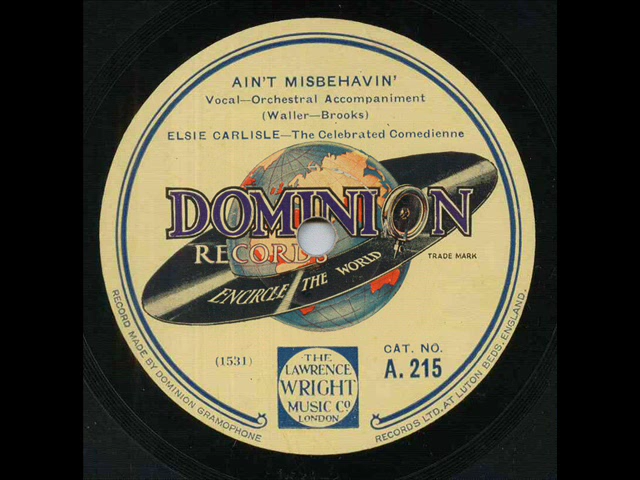 AIN'T MISBEHAVIN'
Vocal—Orchestral Accompaniment
(Waller—Brooks)
ELSIE CARLISLE—The Celebrated Comedienne
DOMINION
RECORDS
TRADE MARK
ENCIRCLE THE WORLD
(1531)
THE
LAWRENCE
WRIGHT
MUSIC Co
LONDON
CAT. NO.
A. 215
RECORD MADE BY DOMINION GRAMOPHONE
RECORDS LTD. AT LUTON BEDS. ENGLAND.